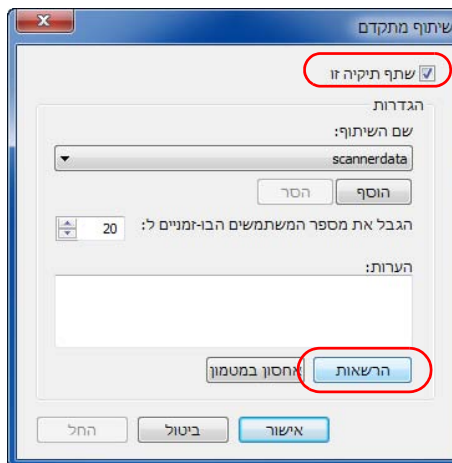 שיתוף מתקדם
שתף תיקיה זו
הגדרות
שם השיתוף:
scannerdata
הוסף
הסר
הגבל את מספר המשתמשים הבו-זמניים ל:
20
הערות:
הרשאות
אחסון במטמון
אישור
ביטול
החל